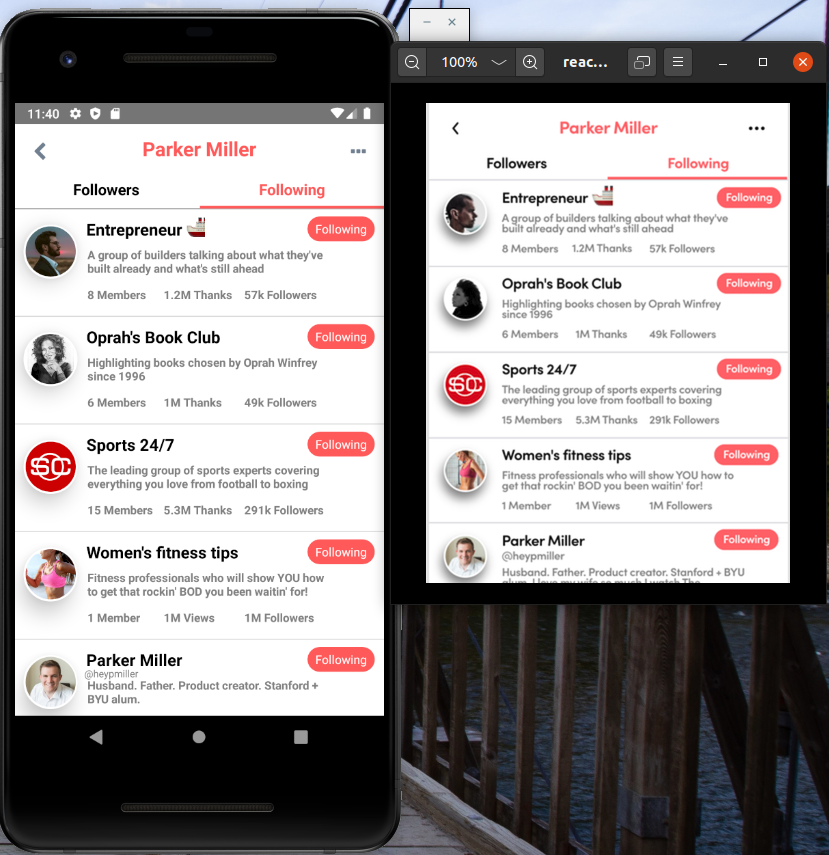 11:40
Parker Miller
Followers Following
Entrepreneur
Following
A group of builders talking about what they've
built already and what's still ahead
8 Members 1.2M Thanks 57k Followers
Oprah's Book Club
Following
Highlighting books chosen by Oprah Winfrey
since 1996
6 Members 1M Thanks 49k Followers
SC
Sports 24/7
Following
The leading group of sports experts covering
everything you love from football to boxing
15 Members 5.3M Thanks 291k Followers
Women's fitness tips
Following
Fitness professionals who will show YOU how
to get that rockin' BOD you been waitin' for!
1 Member 1M Views 1M Followers
Parker Miller
Following
@heypmiller
Husband. Father. Product creator. Stanford +
BYU alum.
100% reac...
Parker Miller
Followers Following
Entrepreneur
Following
A group of builders talking about what they've
built already and what's still ahead
8 Members 1.2M Thanks 57k Followers
Oprah's Book Club
Following
Highlighting books chosen by Oprah Winfrey
since 1996
6 Members 1M Thanks 49k Followers
SC
Sports 24/7
Following
The leading group of sports experts covering
everything you love from football to boxing
15 Members 5.3M Thanks 291k Followers
Women's fitness tips
Following
Fitness professionals who will show YOU how to
get that rockin' BOD you been waitin' for!
1 Member 1M Views 1M Followers
Parker Miller
Following
@heypmiller
Husband. Father. Product creator. Stanford + BYU
alum. I love my wife so much I watch The